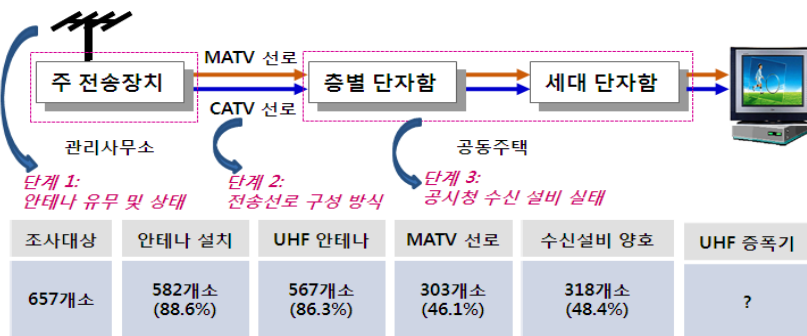 MATV 선로
주 전송장치
층별 단자함
세대 단자함
CATV 선로
관리사무소
공동주택
단계 1:
안테나 유무 및 상태
단계 2:
전송선로 구성 방식
단계 3:
공시청 수신 설비 실태
조사대상 안테나 설치 UHF 안테나 MATV 선로 수신설비 양호 UHF 증폭기
657개소 582개소 567개소 303개소 318개소 ?
(88.6%) (86.3%) (46.1%) (48.4%)